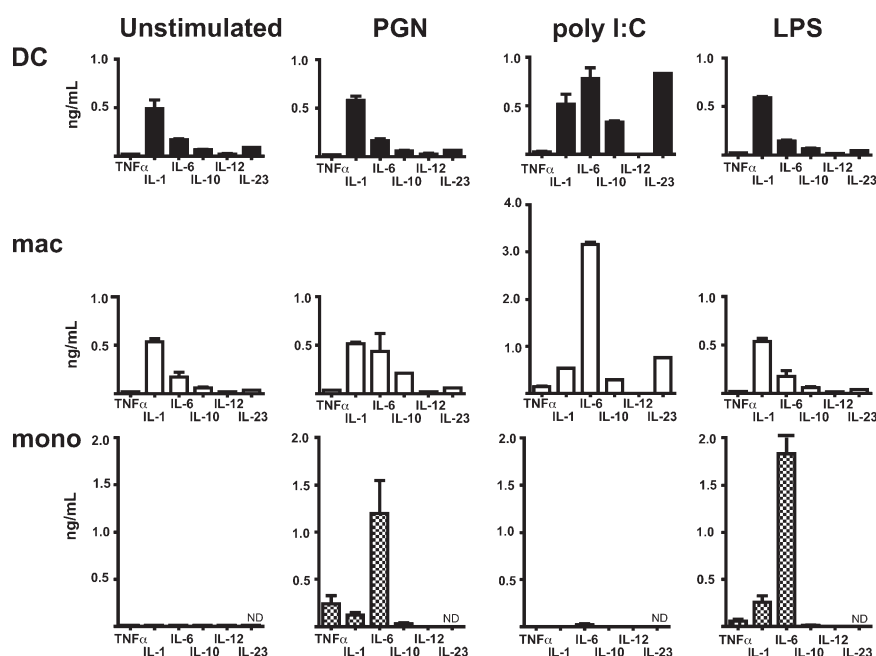 Unstimulated PGN poly I:C LPS
DC
ng/mL
1.0 1.0 1.0 1.0
0.5 0.5 0.5 0.5
TNFα IL-6 IL-12 TNFα IL-6 IL-12 TNFα IL-6 IL-12 TNFα IL-6 IL-12
IL-1 IL-10 IL-23 IL-1 IL-10 IL-23 IL-1 IL-10 IL-23 IL-1 IL-10 IL-23
mac
ng/mL
4.0
3.0
2.0
1.0 1.0 1.0 1.0
0.5 0.5 0.5
TNFα IL-6 IL-12 TNFα IL-6 IL-12 TNFα IL-6 IL-12 TNFα IL-6 IL-12
IL-1 IL-10 IL-23 IL-1 IL-10 IL-23 IL-1 IL-10 IL-23 IL-1 IL-10 IL-23
mono
ng/mL
2.0 2.0 2.0 2.0
1.5 1.5 1.5 1.5
1.0 1.0 1.0 1.0
0.5 0.5 0.5 0.5
ND ND ND ND
TNFα IL-6 IL-12 TNFα IL-6 IL-12 TNFα IL-6 IL-12 TNFα IL-6 IL-12
IL-1 IL-10 IL-23 IL-1 IL-10 IL-23 IL-1 IL-10 IL-23 IL-1 IL-10 IL-23